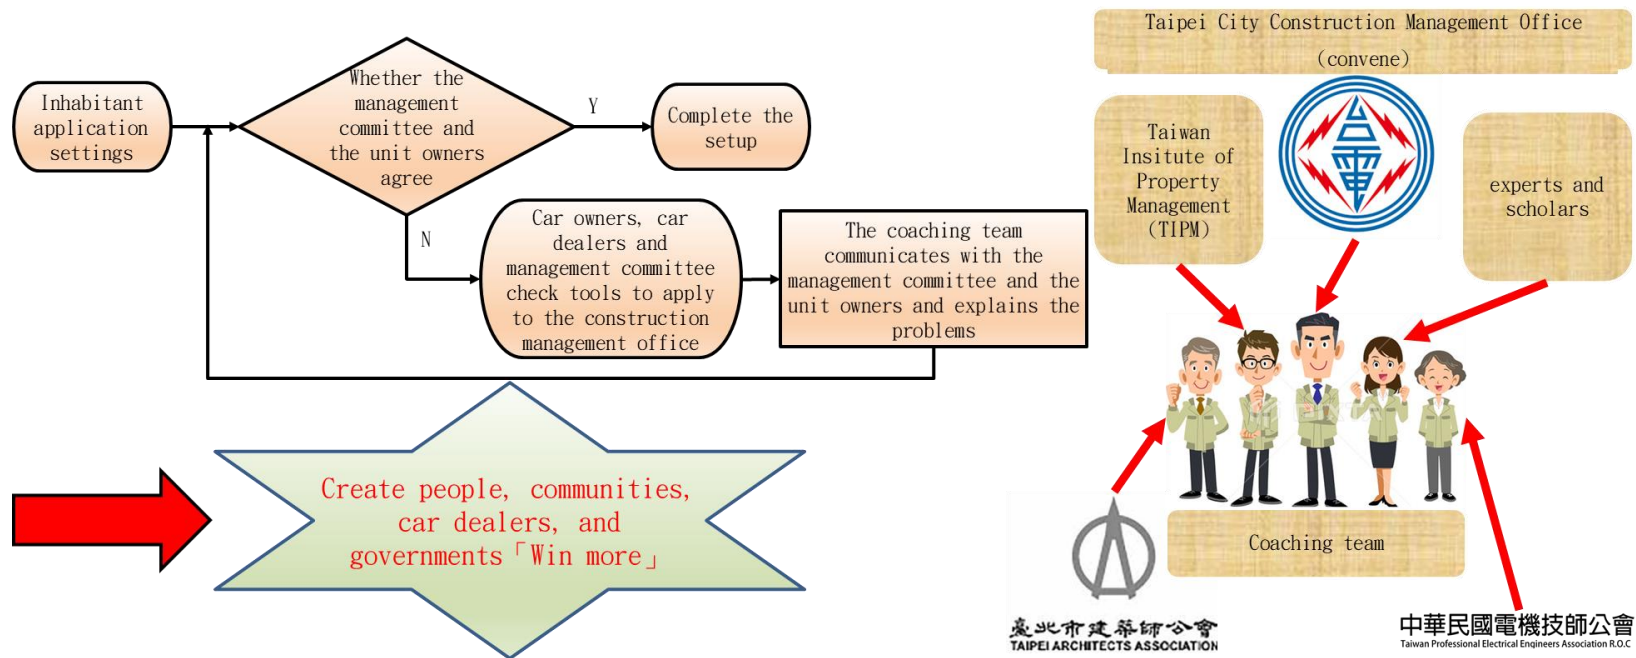 Inhabitant
application
settings
Whether the
management
committee and
the unit owners
agree
Y
Complete the
setup
N
Car owners, car
dealers and
management committee
check tools to apply
to the construction
management office
The coaching team
communicates with the
management committee and the
unit owners and explains the
problems
Create people, communities,
car dealers, and
governments「Win more」
Taipei City Construction Management Office
(convene)
Taiwan
Insitute of
Property
Management
(TIPM)
台電
experts and
scholars
Coaching team
臺北市建築師公會
TAIPEI ARCHITECTS ASSOCIATION
中華民國電機技師公會
Taiwan Professional Electrical Engineers Association R.O.C